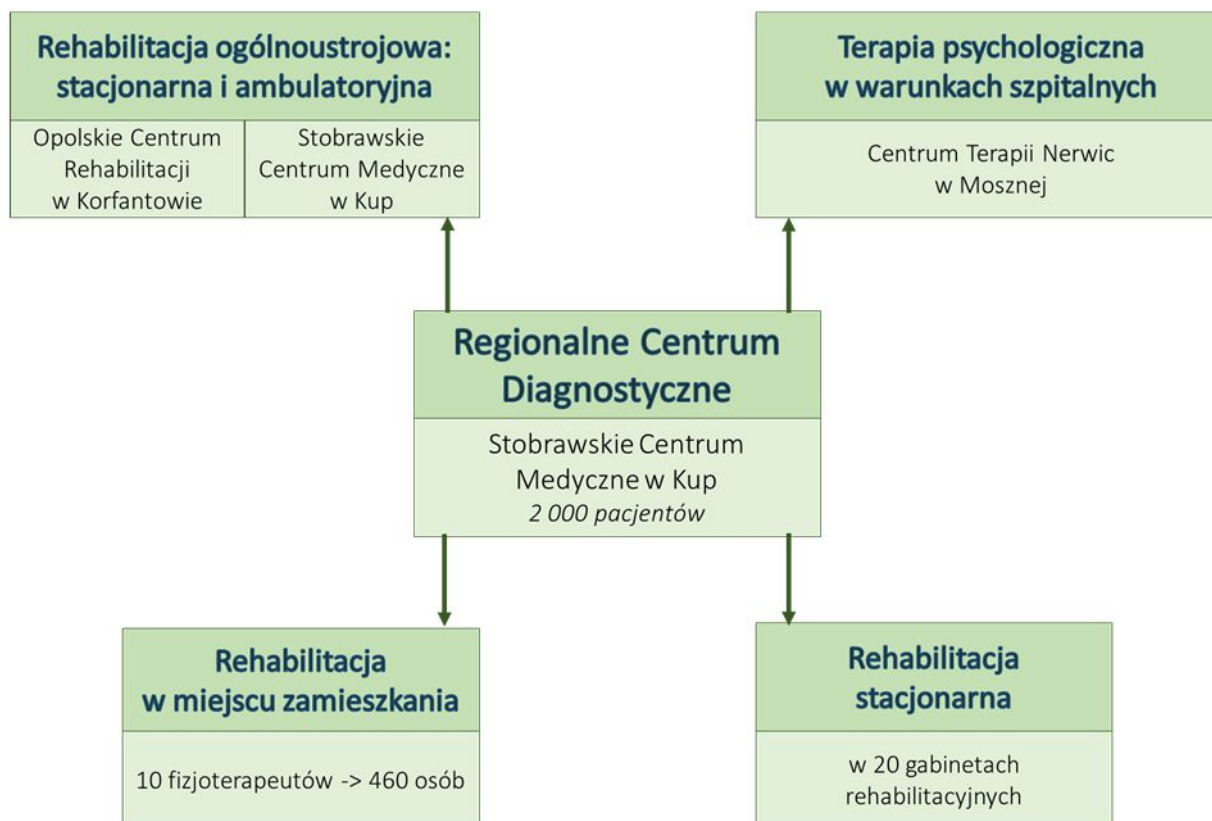 Rehabilitacja ogólnoustrojowa:
stacjonarna i ambulatoryjna
Opolskie Centrum
Rehabilitacji
w Korfantowie
Stobrawskie
Centrum Medyczne
w Kup
Terapia psychologiczna
w warunkach szpitalnych
Centrum Terapii Nerwic
w Mosznej
Regionalne Centrum
Diagnostyczne
Stobrawskie Centrum
Medyczne w Kup
2 000 pacjentów
Rehabilitacja
w miejscu zamieszkania
10 fizjoterapeutów -> 460 osób
Rehabilitacja
stacjonarna
w 20 gabinetach
rehabilitacyjnych